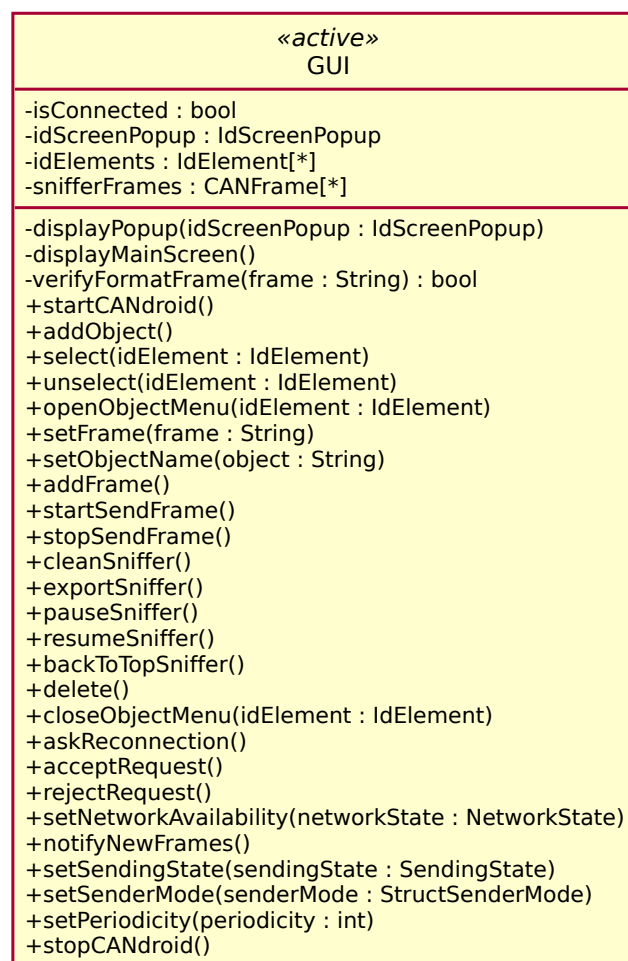 «active»
GUI
-isConnected : bool
-idScreenPopup : IdScreenPopup
-idElements : IdElement[*]
-snifferFrames : CANFrame[*]
-displayPopup(idScreenPopup : IdScreenPopup)
-displayMainScreen()
-verifyFormatFrame(frame : String) : bool
+startCANdroid()
+addObject()
+select(idElement : IdElement)
+unselect(idElement : IdElement)
+openObjectMenu(idElement : IdElement)
+setFrame(frame : String)
+setObjectName(object : String)
+addFrame()
+startSendFrame()
+stopSendFrame()
+cleanSniffer()
+exportSniffer()
+pauseSniffer()
+resumeSniffer()
+backToTopSniffer()
+delete()
+closeObjectMenu(idElement : IdElement)
+askReconnection()
+acceptRequest()
+rejectRequest()
+setNetworkAvailability(networkState : NetworkState)
+notifyNewFrames()
+setSendingState(sendingState : SendingState)
+setSenderMode(senderMode : StructSenderMode)
+setPeriodicity(periodicity : int)
+stopCANdroid()